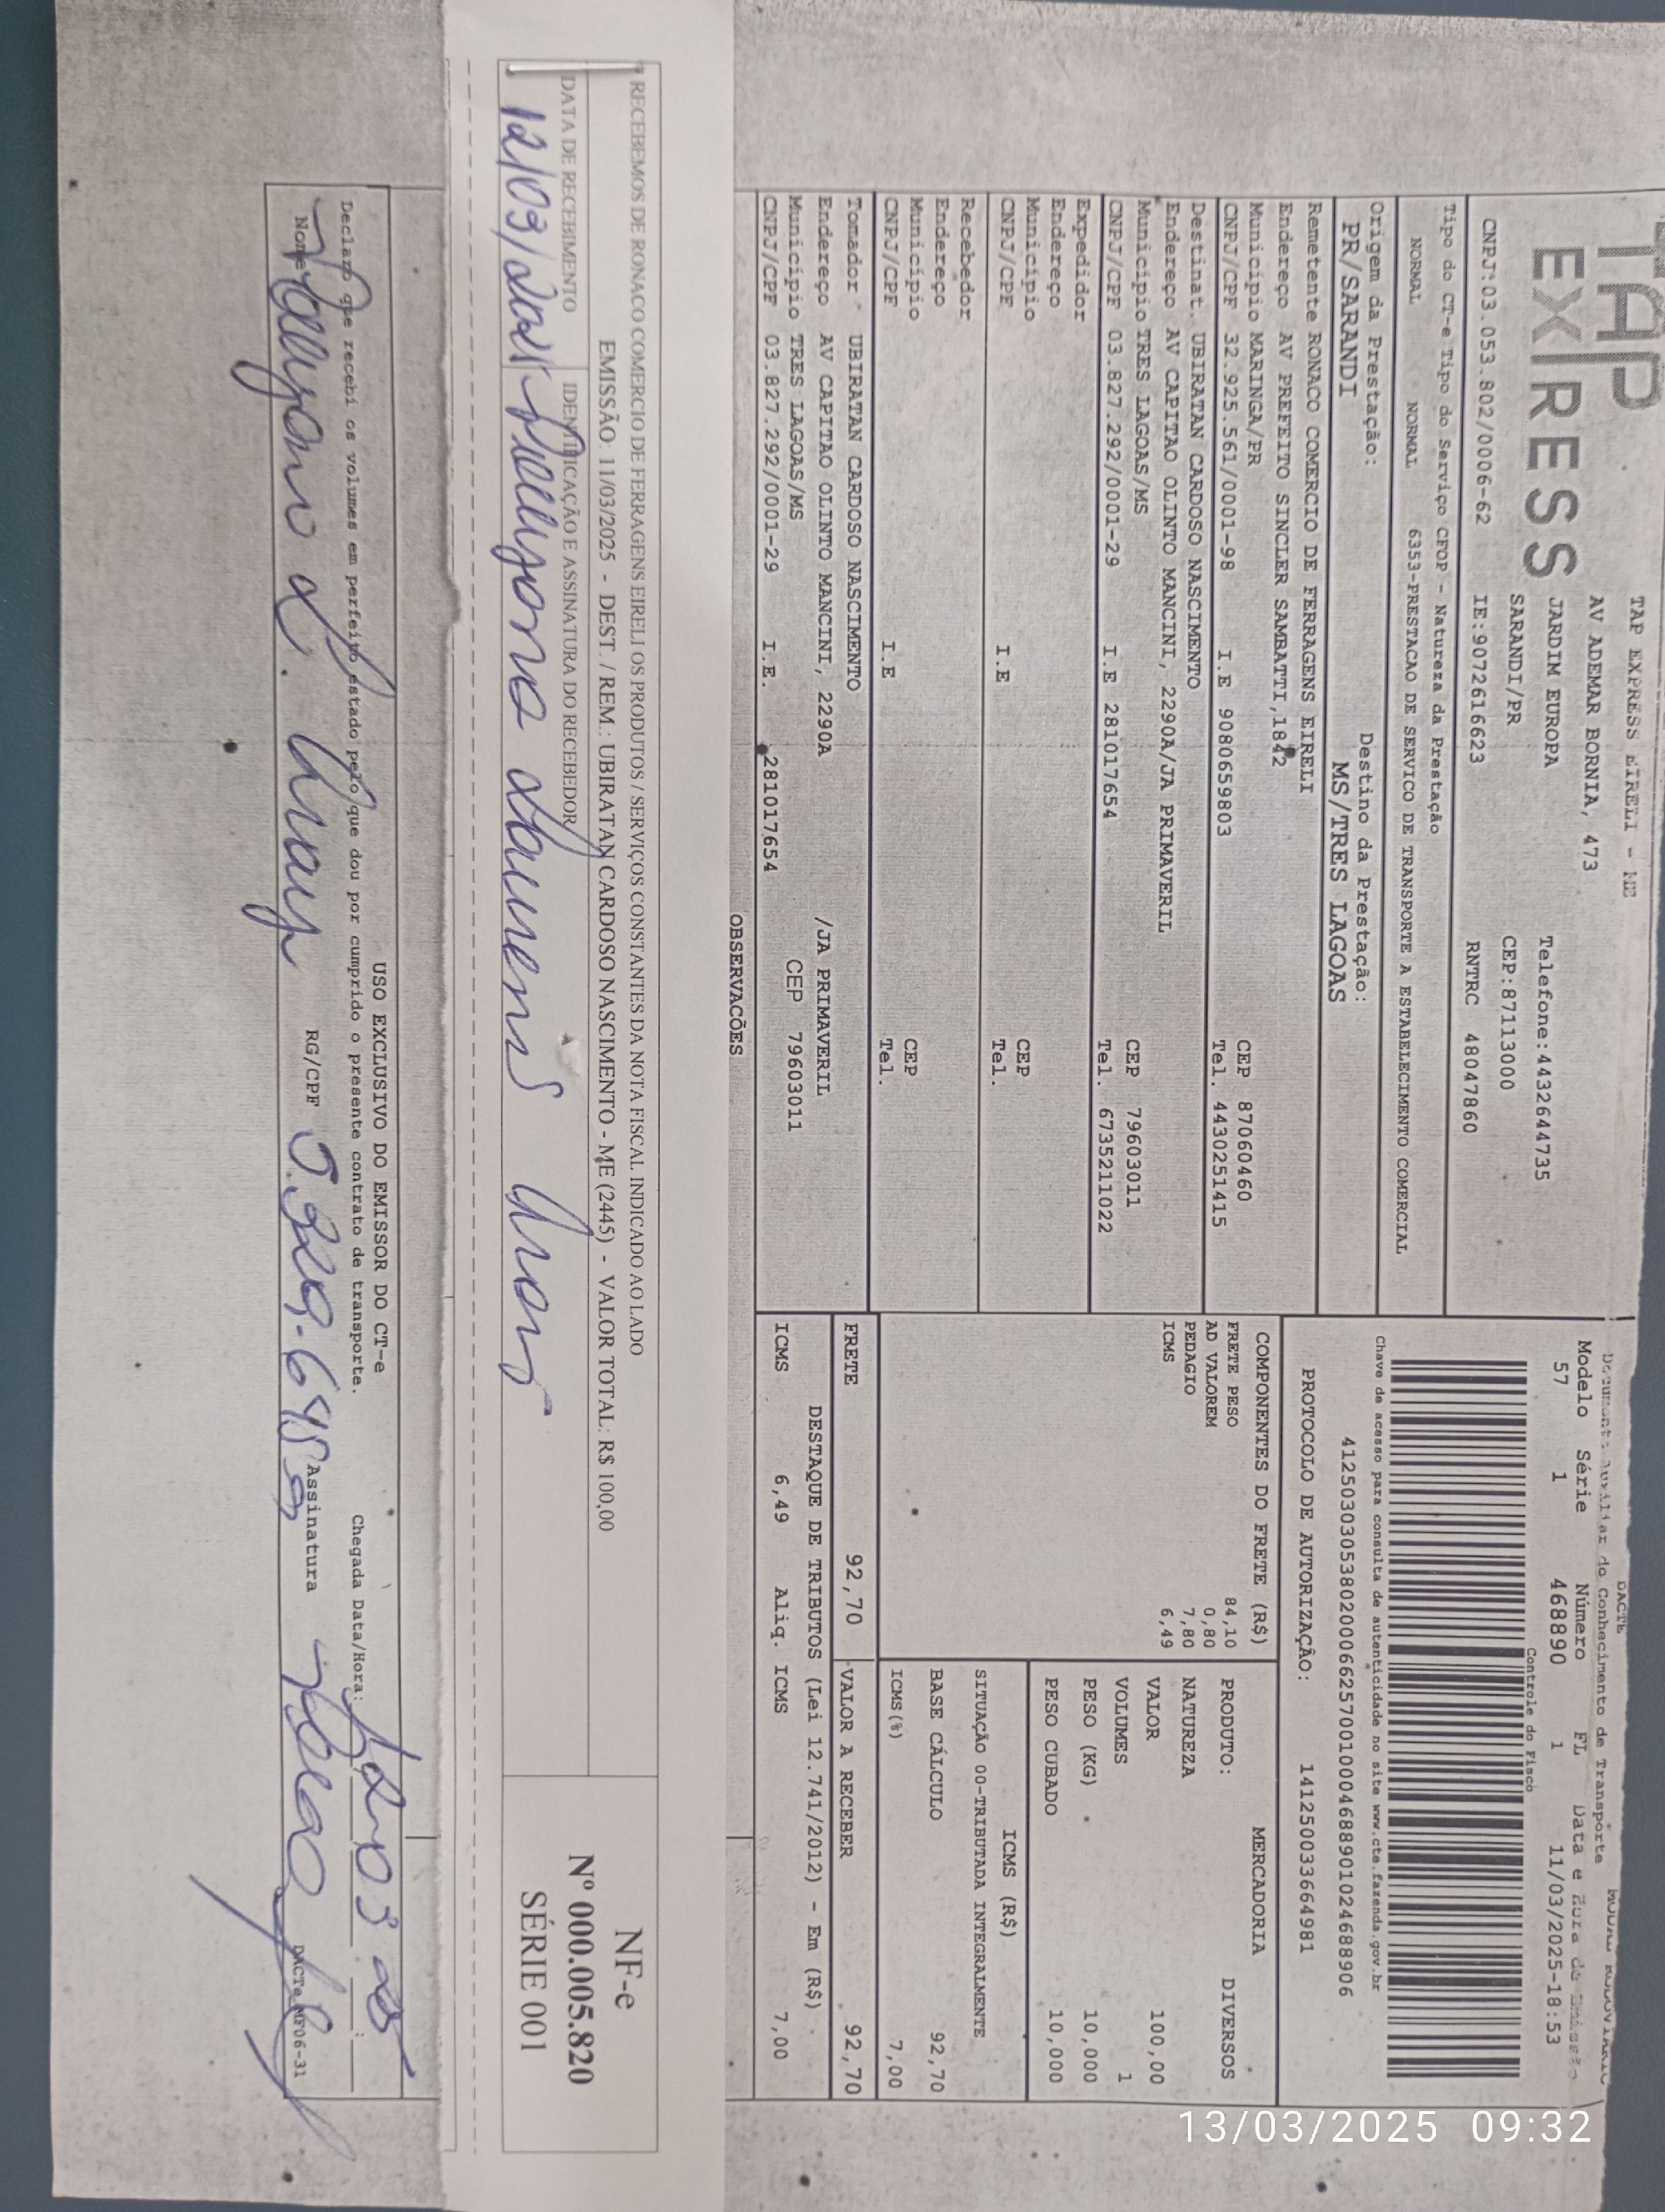 TAP
EXPRESS
TAP EXPRESS EIRELI - ME
AV ADEMAR BORNIA, 473
JARDIM EUROPA Telefone:4432644735
SARANDI/PR CEP:87113000
CNPJ:03.053.802/0006-62 IE:9072616623 RNTRC 48047860
Tipo do CT-e Tipo do Serviço CFOP - Natureza da Prestação
NORMAL NORMAL 6353-PRESTACAO DE SERVICO DE TRANSPORTE A ESTABELECIMENTO COMERCIAL
Origem da Prestação: Destino da Prestação:
PR/SARANDI MS/TRES LAGOAS
Remetente RONACO COMERCIO DE FERRAGENS EIRELI
Endereço AV PREFEITO SINCLER SAMBATTI,1842
Município MARINGA/PR CEP 87060460
CNPJ/CPF 32.925.561/0001-98 I.E 9080659803 Tel. 4430251415
Destinat. UBIRATAN CARDOSO NASCIMENTO
Endereço AV CAPITAO OLINTO MANCINI, 2290A/JA PRIMAVERIL
Município TRES LAGOAS/MS CEP 79603011
CNPJ/CPF 03.827.292/0001-29 I.E 281017654 Tel. 6735211022
Expedidor
Endereço
Município CEP
CNPJ/CPF I.E Tel.
Recebedor
Endereço
Município CEP
CNPJ/CPF I.E Tel.
Tomador UBIRATAN CARDOSO NASCIMENTO
Endereço AV CAPITAO OLINTO MANCINI, 2290A /JA PRIMAVERIL
Município TRES LAGOAS/MS CEP 79603011
CNPJ/CPF 03.827.292/0001-29 I.E. 281017654
OBSERVAÇÕES
DACTE
Documento Auxiliar do Conhecimento de Transporte
Modelo Série Número FL Data e Hora de Emissão
57 1 468890 1 11/03/2025-18:53
Controle do Fisco
Chave de acesso para consulta de autenticidade no site www.cte.fazenda.gov.br
41250303053802000662570010004688901024688906
PROTOCOLO DE AUTORIZAÇÃO: 141250033664981
COMPONENTES DO FRETE (R$)
FRETE PESO 84,10
AD VALOREM 0,80
PEDAGIO 7,80
ICMS 6,49
MERCADORIA
PRODUTO: DIVERSOS
NATUREZA
VALOR 100,00
VOLUMES 1
PESO (KG) 10,000
PESO CUBADO 10,000
ICMS (R$)
SITUAÇÃO 00-TRIBUTADA INTEGRALMENTE
BASE CÁLCULO 92,70
ICMS(%) 7,00
FRETE 92,70 VALOR A RECEBER 92,70
DESTAQUE DE TRIBUTOS (Lei 12.741/2012) - Em (R$)
ICMS 6,49 Aliq. ICMS 7,00
RECEBEMOS DE RONACO COMERCIO DE FERRAGENS EIRELI OS PRODUTOS / SERVIÇOS CONSTANTES DA NOTA FISCAL INDICADO AO LADO
EMISSÃO: 11/03/2025 - DEST. / REM.: UBIRATAN CARDOSO NASCIMENTO - ME (2445) - VALOR TOTAL: R$ 100,00
DATA DE RECEBIMENTO IDENTIFICAÇÃO E ASSINATURA DO RECEBEDOR
12/03/2025
NF-e
Nº 000.005.820
SÉRIE 001
USO EXCLUSIVO DO EMISSOR DO CT-e
Declaro que recebi os volumes em perfeito estado pelo que dou por cumprido o presente contrato de transporte.
Chegada Data/Hora:
Nome RG/CPF Assinatura
DACTe MF06-31
13/03/2025 09:32